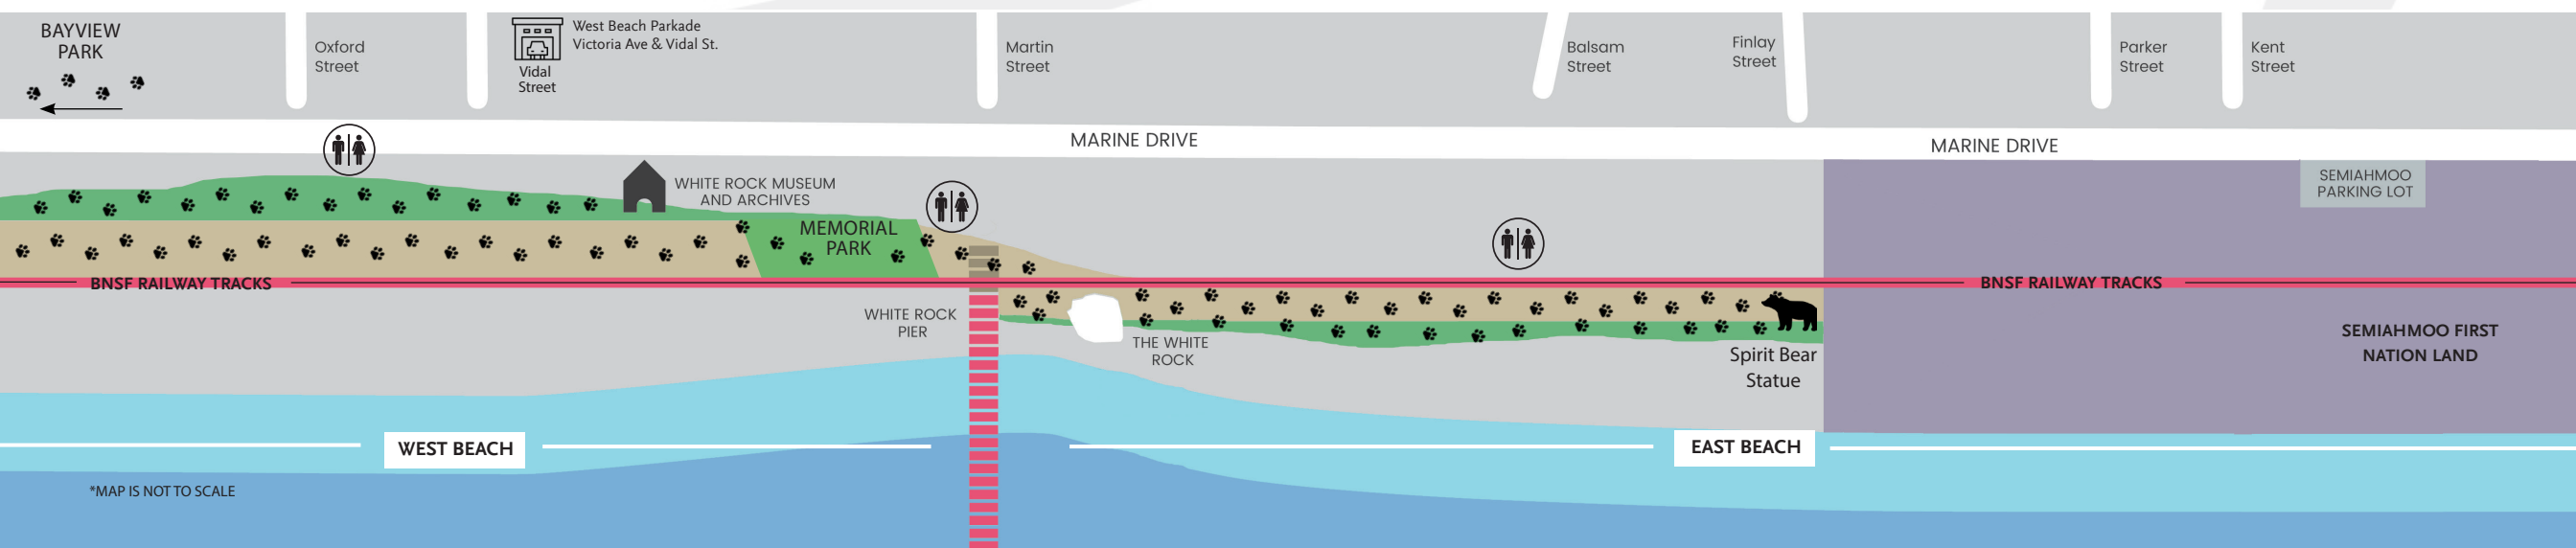 BAYVIEW
PARK
Oxford
Street
West Beach Parkade
Victoria Ave & Vidal St.
Vidal
Street
Martin
Street
Balsam
Street
Finlay
Street
Parker
Street
Kent
Street
MARINE DRIVE
MARINE DRIVE
WHITE ROCK MUSEUM
AND ARCHIVES
SEMIAHMOO
PARKING LOT
MEMORIAL
PARK
BNSF RAILWAY TRACKS
BNSF RAILWAY TRACKS
WHITE ROCK
PIER
THE WHITE
ROCK
Spirit Bear
Statue
SEMIAHMOO FIRST
NATION LAND
WEST BEACH
EAST BEACH
*MAP IS NOT TO SCALE